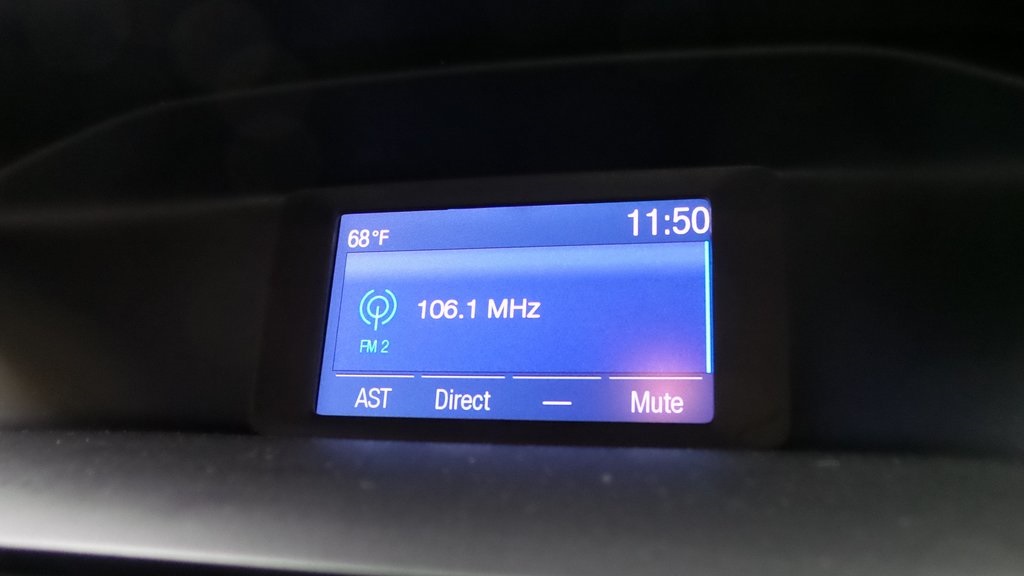 68°F 11:50
106.1 MHz
FM 2
AST Direct — Mute